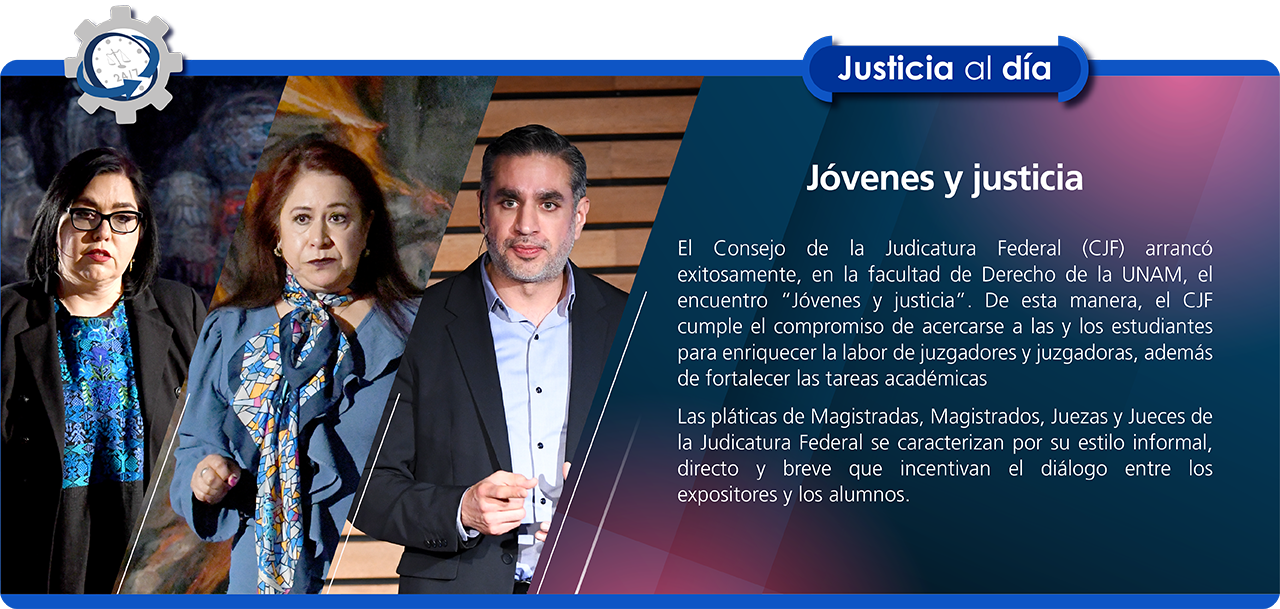 24/7
Justicia al día
Jóvenes y justicia
El Consejo de la Judicatura Federal (CJF) arrancó
exitosamente, en la facultad de Derecho de la UNAM, el
encuentro “Jóvenes y justicia”. De esta manera, el CJF
cumple el compromiso de acercarse a las y los estudiantes
para enriquecer la labor de juzgadores y juzgadoras, además
de fortalecer las tareas académicas
Las pláticas de Magistradas, Magistrados, Juezas y Jueces de
la Judicatura Federal se caracterizan por su estilo informal,
directo y breve que incentivan el diálogo entre los
expositores y los alumnos.